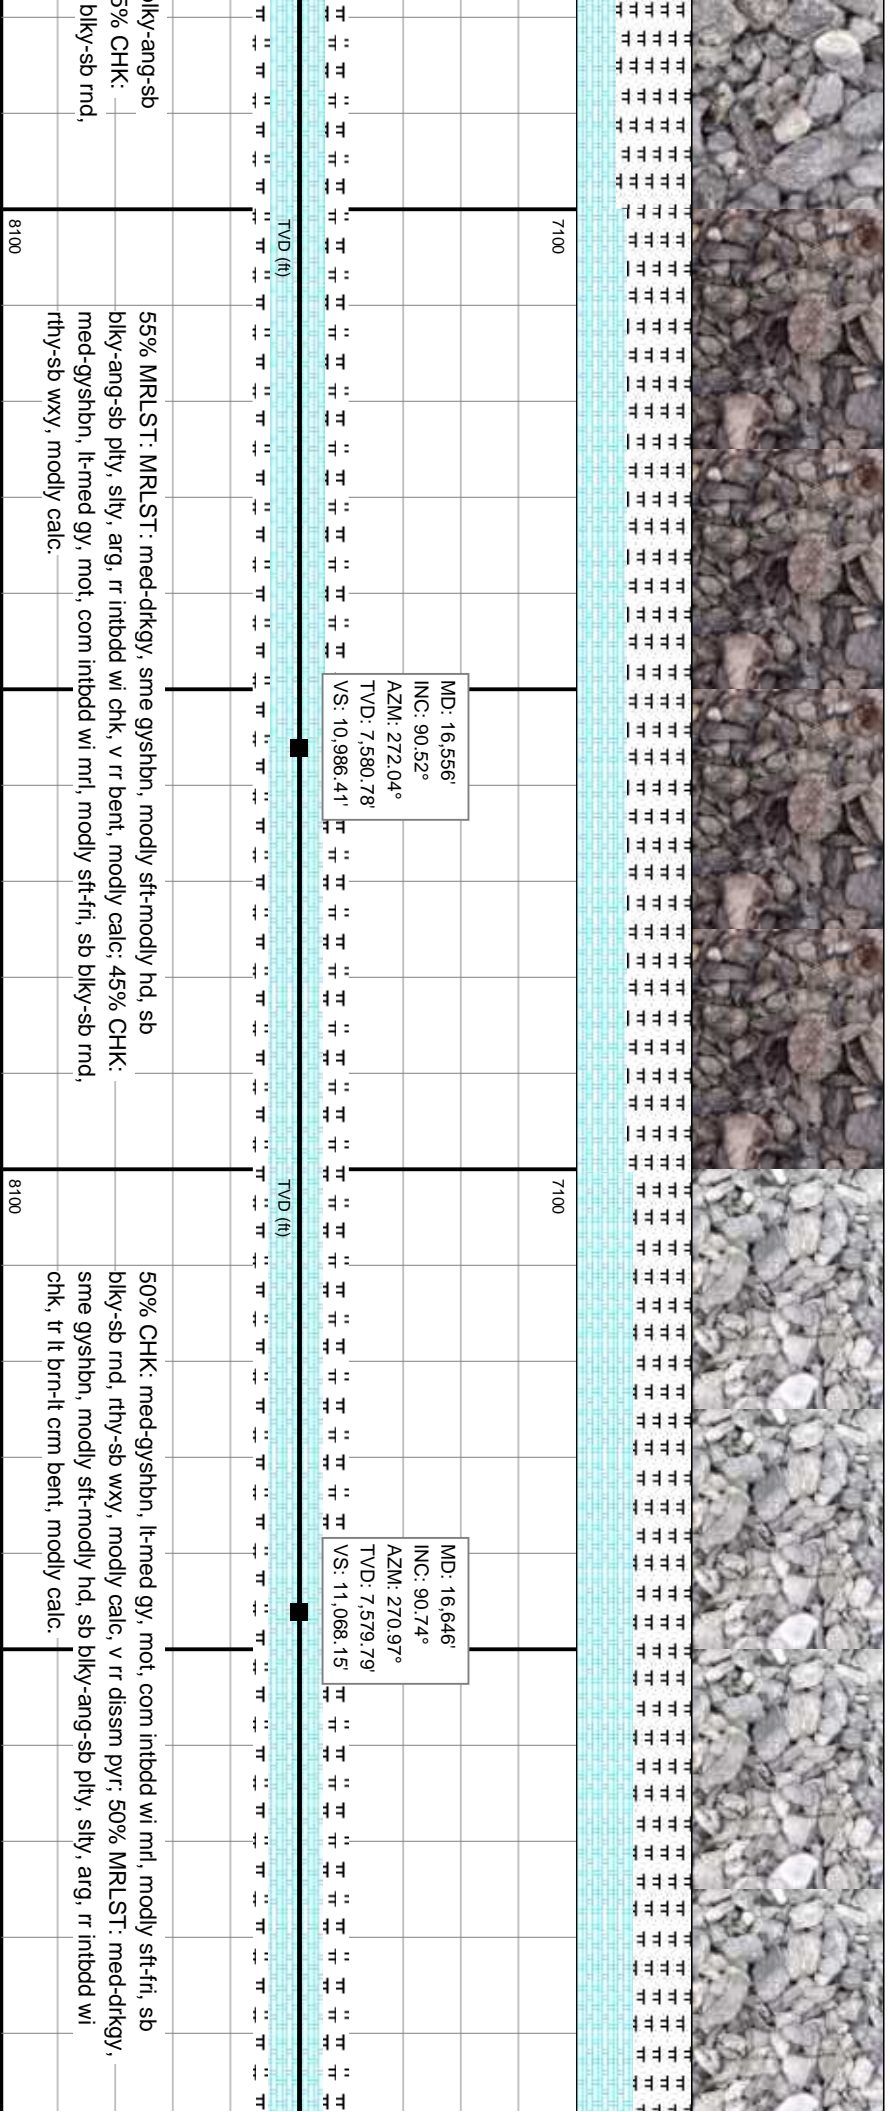 blky-ang-sb
5% CHK:
blky-sb rnd,
7100
TVD (ft)
8100
55% MRLST: MRLST: med-drkgy, sme gyshbn, modly sft-modly hd, sb
blky-ang-sb plty, slty, arg, rr intbdd wi chk, v rr bent, modly calc; 45% CHK:
med-gyshbn, lt-med gy, mot, com intbdd wi mrl, modly sft-fri, sb blky-sb rnd,
rthy-sb wxy, modly calc.
MD: 16,556'
INC: 90.52°
AZM: 272.04°
TVD: 7,580.78'
VS: 10,986.41'
7100
TVD (ft)
8100
50% CHK: med-gyshbn, lt-med gy, mot, com intbdd wi mrl, modly sft-fri, sb
blky-sb rnd, rthy-sb wxy, modly calc, v rr dissm pyr; 50% MRLST: med-drkgy,
sme gyshbn, modly sft-modly hd, sb blky-ang-sb plty, slty, arg, rr intbdd wi
chk, tr lt brn-lt crm bent, modly calc.
MD: 16,646'
INC: 90.74°
AZM: 270.97°
TVD: 7,579.79'
VS: 11,068.15'